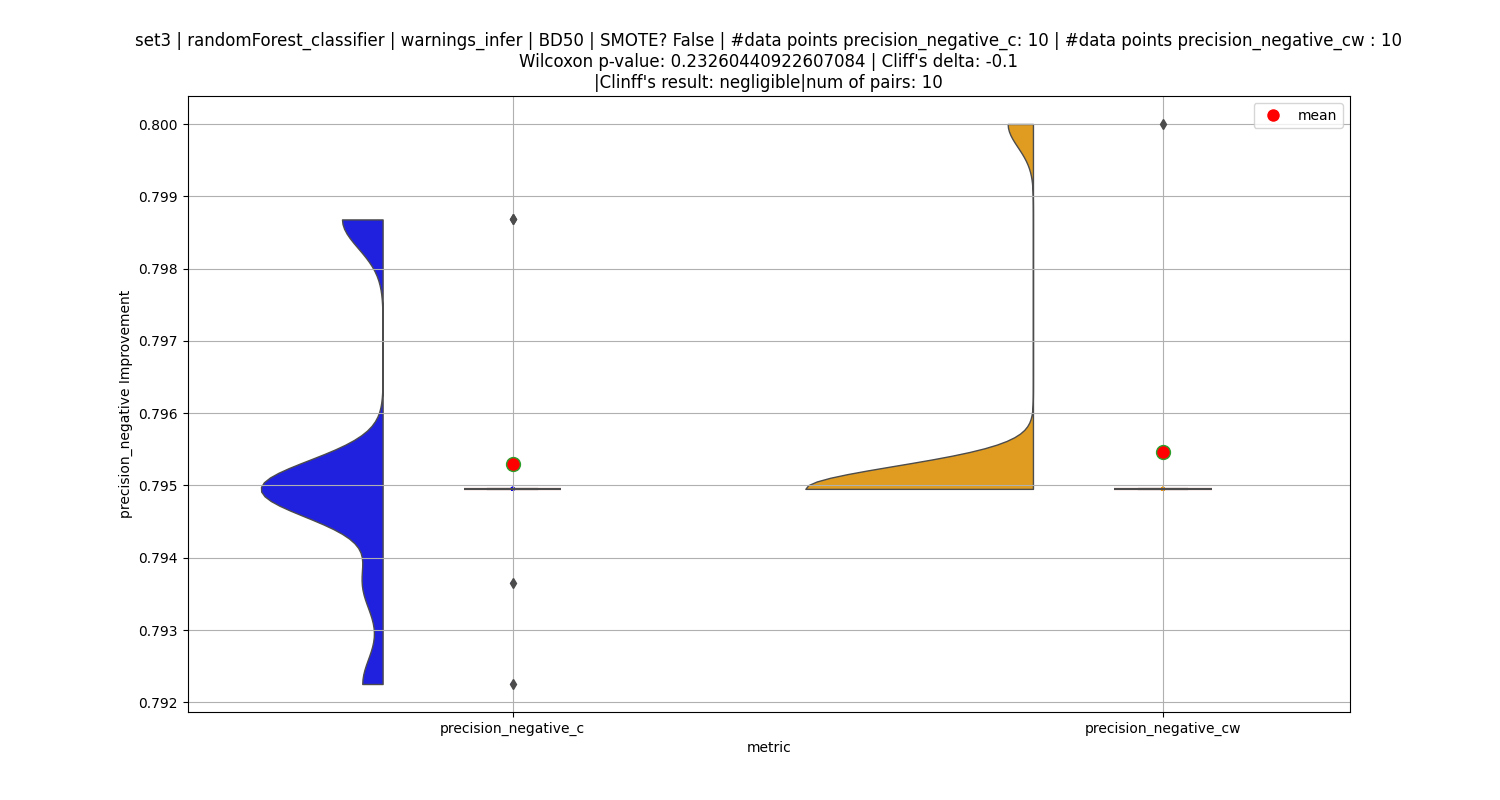 set3 | randomForest_classifier | warnings_infer | BD50 | SMOTE? False | #data points precision_negative_c: 10 | #data points precision_negative_cw : 10
Wilcoxon p-value: 0.23260440922607084 | Cliff's delta: -0.1
|Clinff's result: negligible|num of pairs: 10
mean
0.800
0.799
0.798
0.797
0.796
0.795
0.794
0.793
0.792
precision_negative Improvement
precision_negative_c
precision_negative_cw
metric